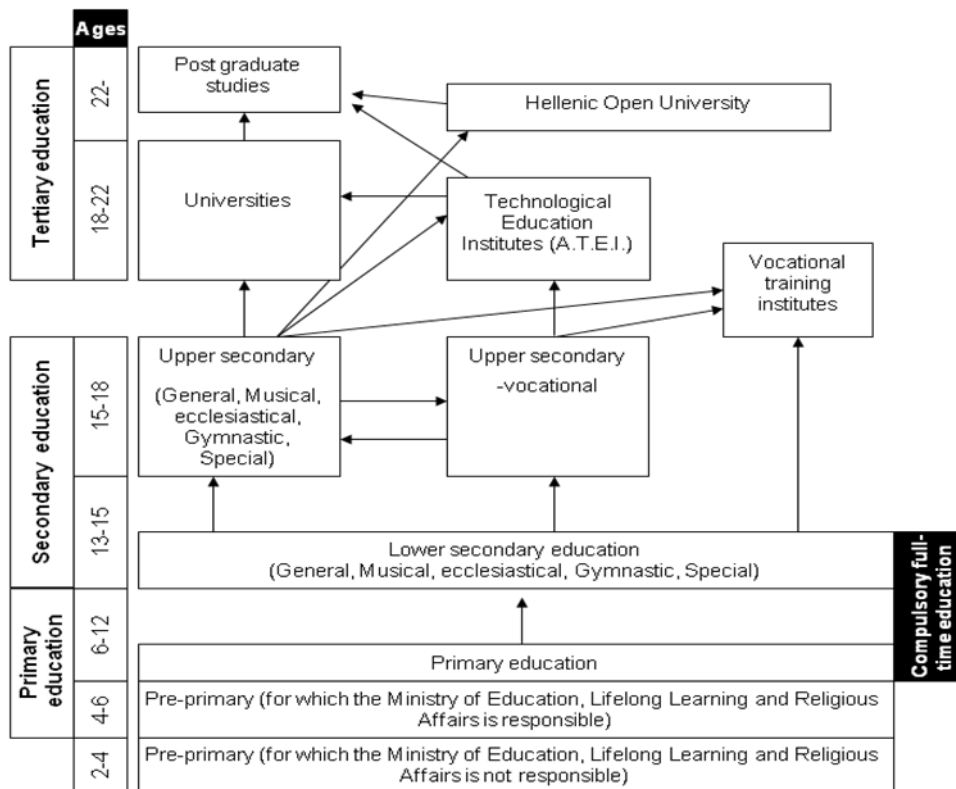 Ages
Tertiary education
22-
18-22
Post graduate
studies
Hellenic Open University
Universities
Technological
Education
Institutes (A.T.E.I.)
Vocational
training
institutes
Secondary education
15-18
13-15
Upper secondary
(General, Musical,
ecclesiastical,
Gymnastic,
Special)
Upper secondary
-vocational
Lower secondary education
(General, Musical, ecclesiastical, Gymnastic, Special)
Compulsory full-
time education
Primary
education
6-12
4-6
Primary education
Pre-primary (for which the Ministry of Education, Lifelong Learning and Religious
Affairs is responsible)
2-4
Pre-primary (for which the Ministry of Education, Lifelong Learning and Religious
Affairs is not responsible)